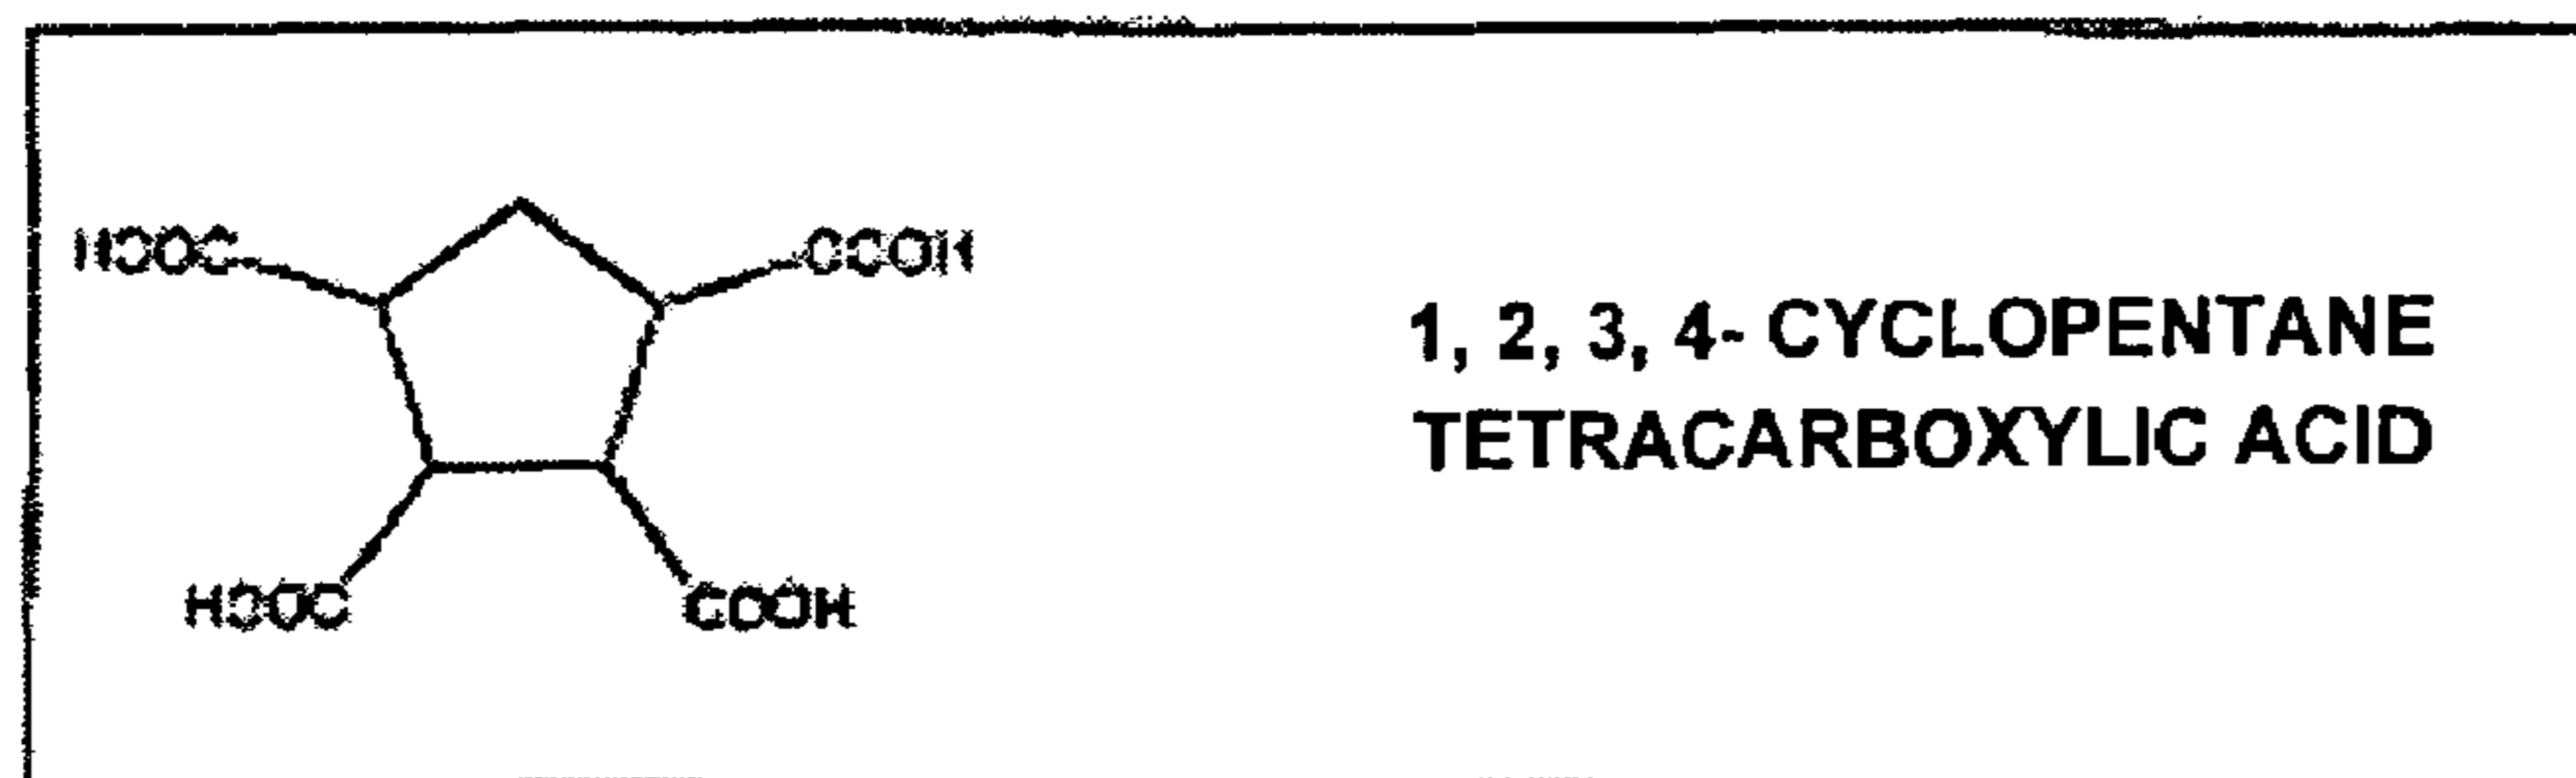 HOOC COOH
1, 2, 3, 4- CYCLOPENTANE
TETRACARBOXYLIC ACID
HOOC COOH